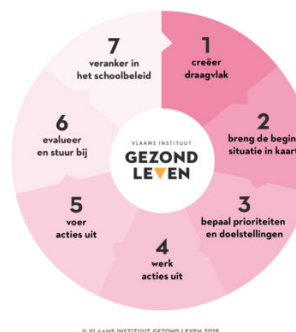 1
creëer
draagvlak
2
breng de begin
situatie in kaart
3
bepaal prioriteiten
en doelstellingen
4
werk
acties uit
5
voer
acties uit
6
evalueer
en stuur bij
7
veranker in
het schoolbeleid
VLAAMS INSTITUUT
GEZOND
LEVEN
© VLAAMS INSTITUUT GEZOND LEVEN 2019